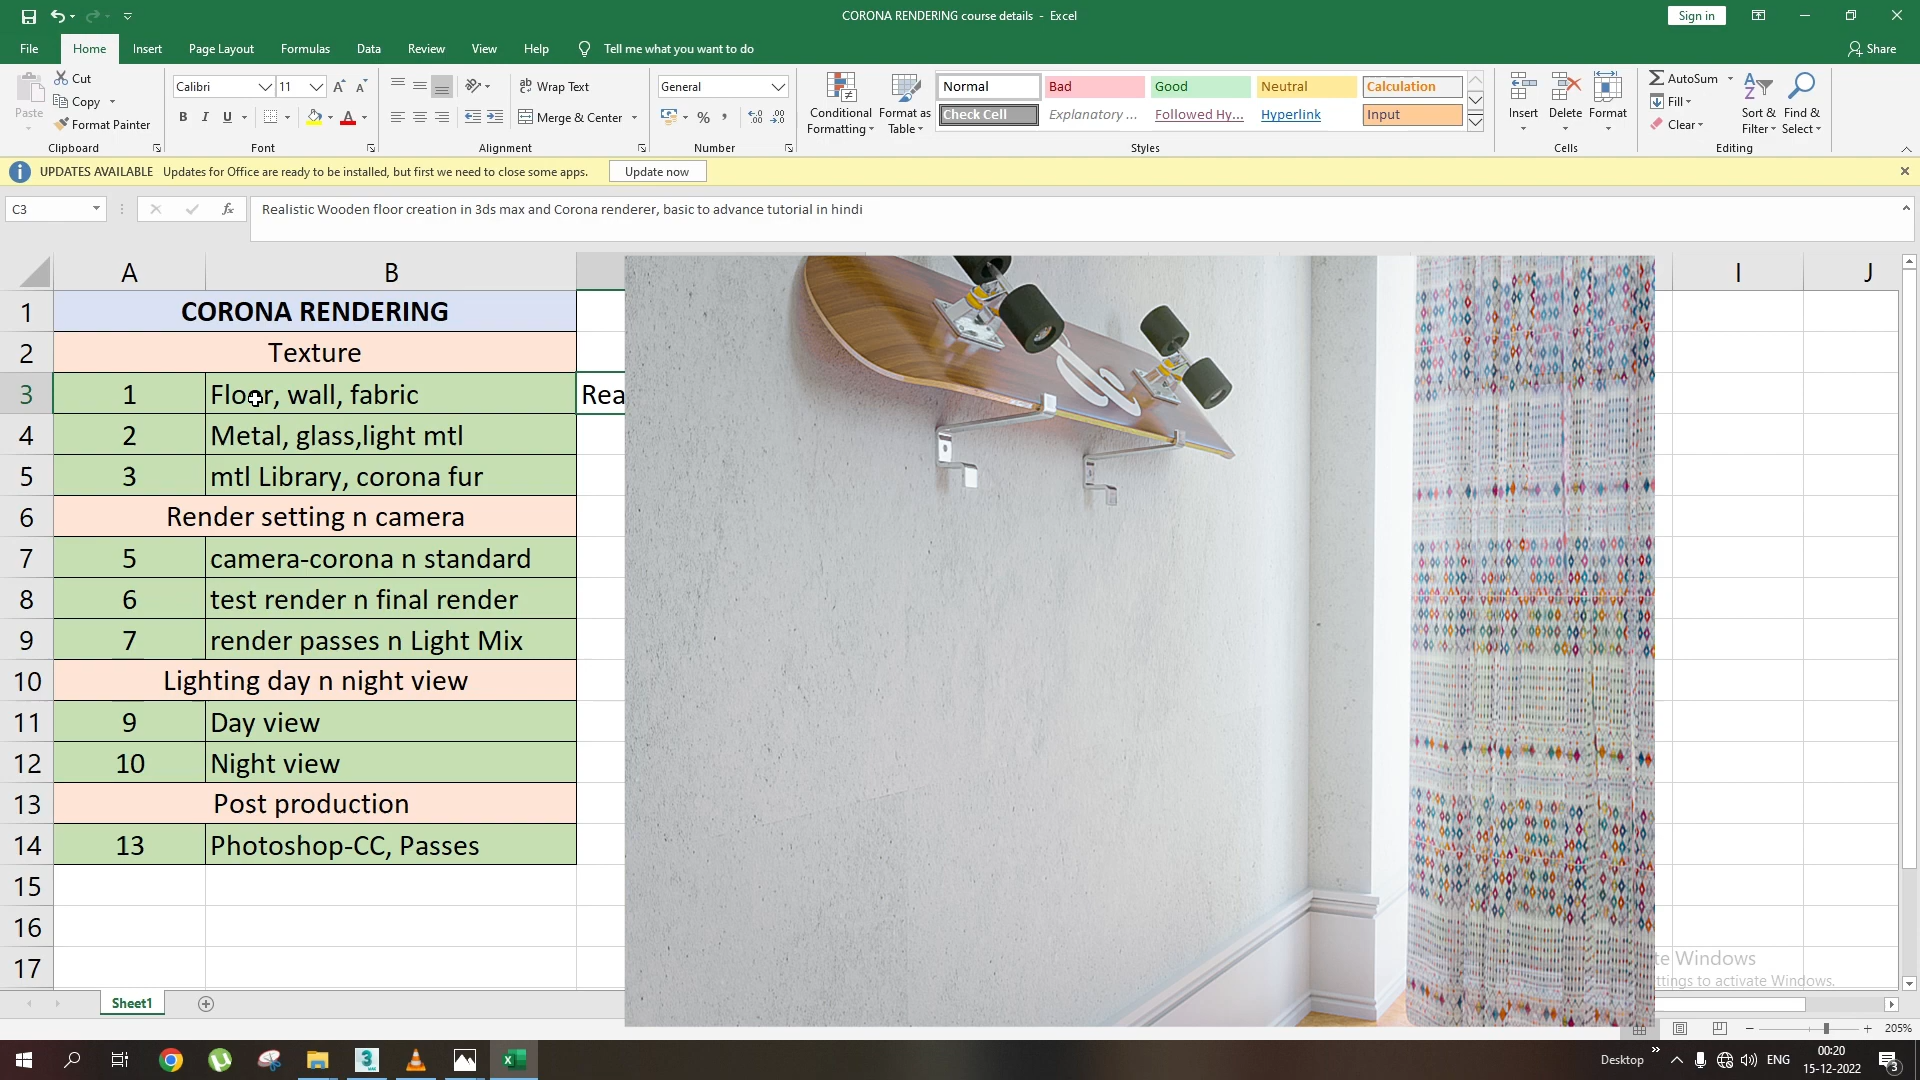 CORONA RENDERING course details - Excel
Sign in
File Home Insert Page Layout Formulas Data Review View Help Tell me what you want to do
Share
Paste
Cut
Copy
Format Painter
Clipboard
Calibri 11
B I U
Font
Wrap Text
Merge & Center
Alignment
General
Number
Conditional Formatting
Format as Table
Normal Bad Good Neutral Calculation
Check Cell Explanatory ... Followed Hy... Hyperlink Input
Styles
Insert Delete Format
Cells
AutoSum
Fill
Clear
Sort & Filter
Find & Select
Editing
UPDATES AVAILABLE Updates for Office are ready to be installed, but first we need to close some apps. Update now
C3 fx Realistic Wooden floor creation in 3ds max and Corona renderer, basic to advance tutorial in hindi
A B I J
1 CORONA RENDERING
2 Texture
3 1 Floor, wall, fabric Rea
4 2 Metal, glass,light mtl
5 3 mtl Library, corona fur
6 Render setting n camera
7 5 camera-corona n standard
8 6 test render n final render
9 7 render passes n Light Mix
10 Lighting day n night view
11 9 Day view
12 10 Night view
13 Post production
14 13 Photoshop-CC, Passes
15
16
17
te Windows
ttings to activate Windows.
Sheet1
205%
Desktop ENG 00:20
15-12-2022
3